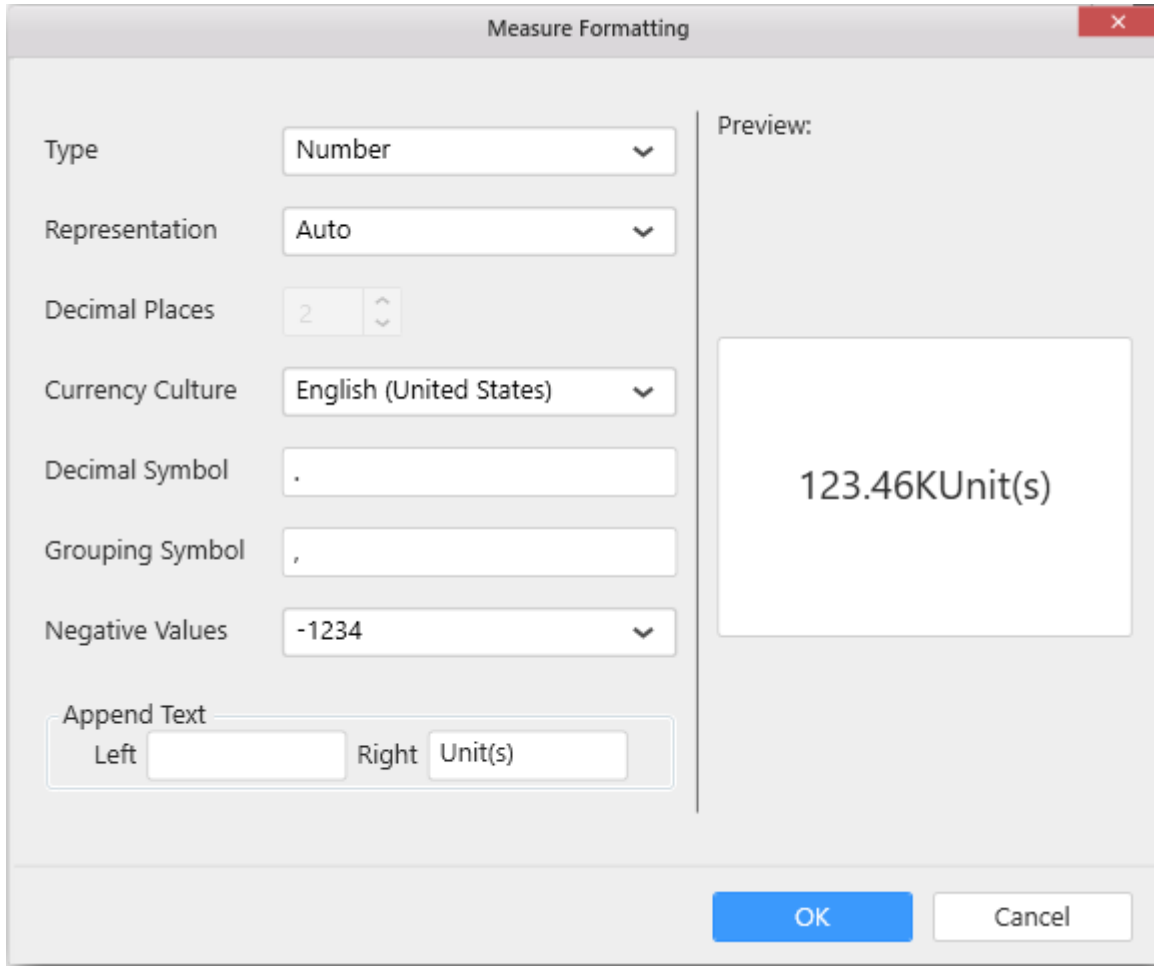 Measure Formatting
Preview:
Type Number
Representation Auto
Decimal Places 2
Currency Culture English (United States)
Decimal Symbol .
Grouping Symbol ,
Negative Values -1234
123.46KUnit(s)
Append Text
Left Right Unit(s)
OK Cancel